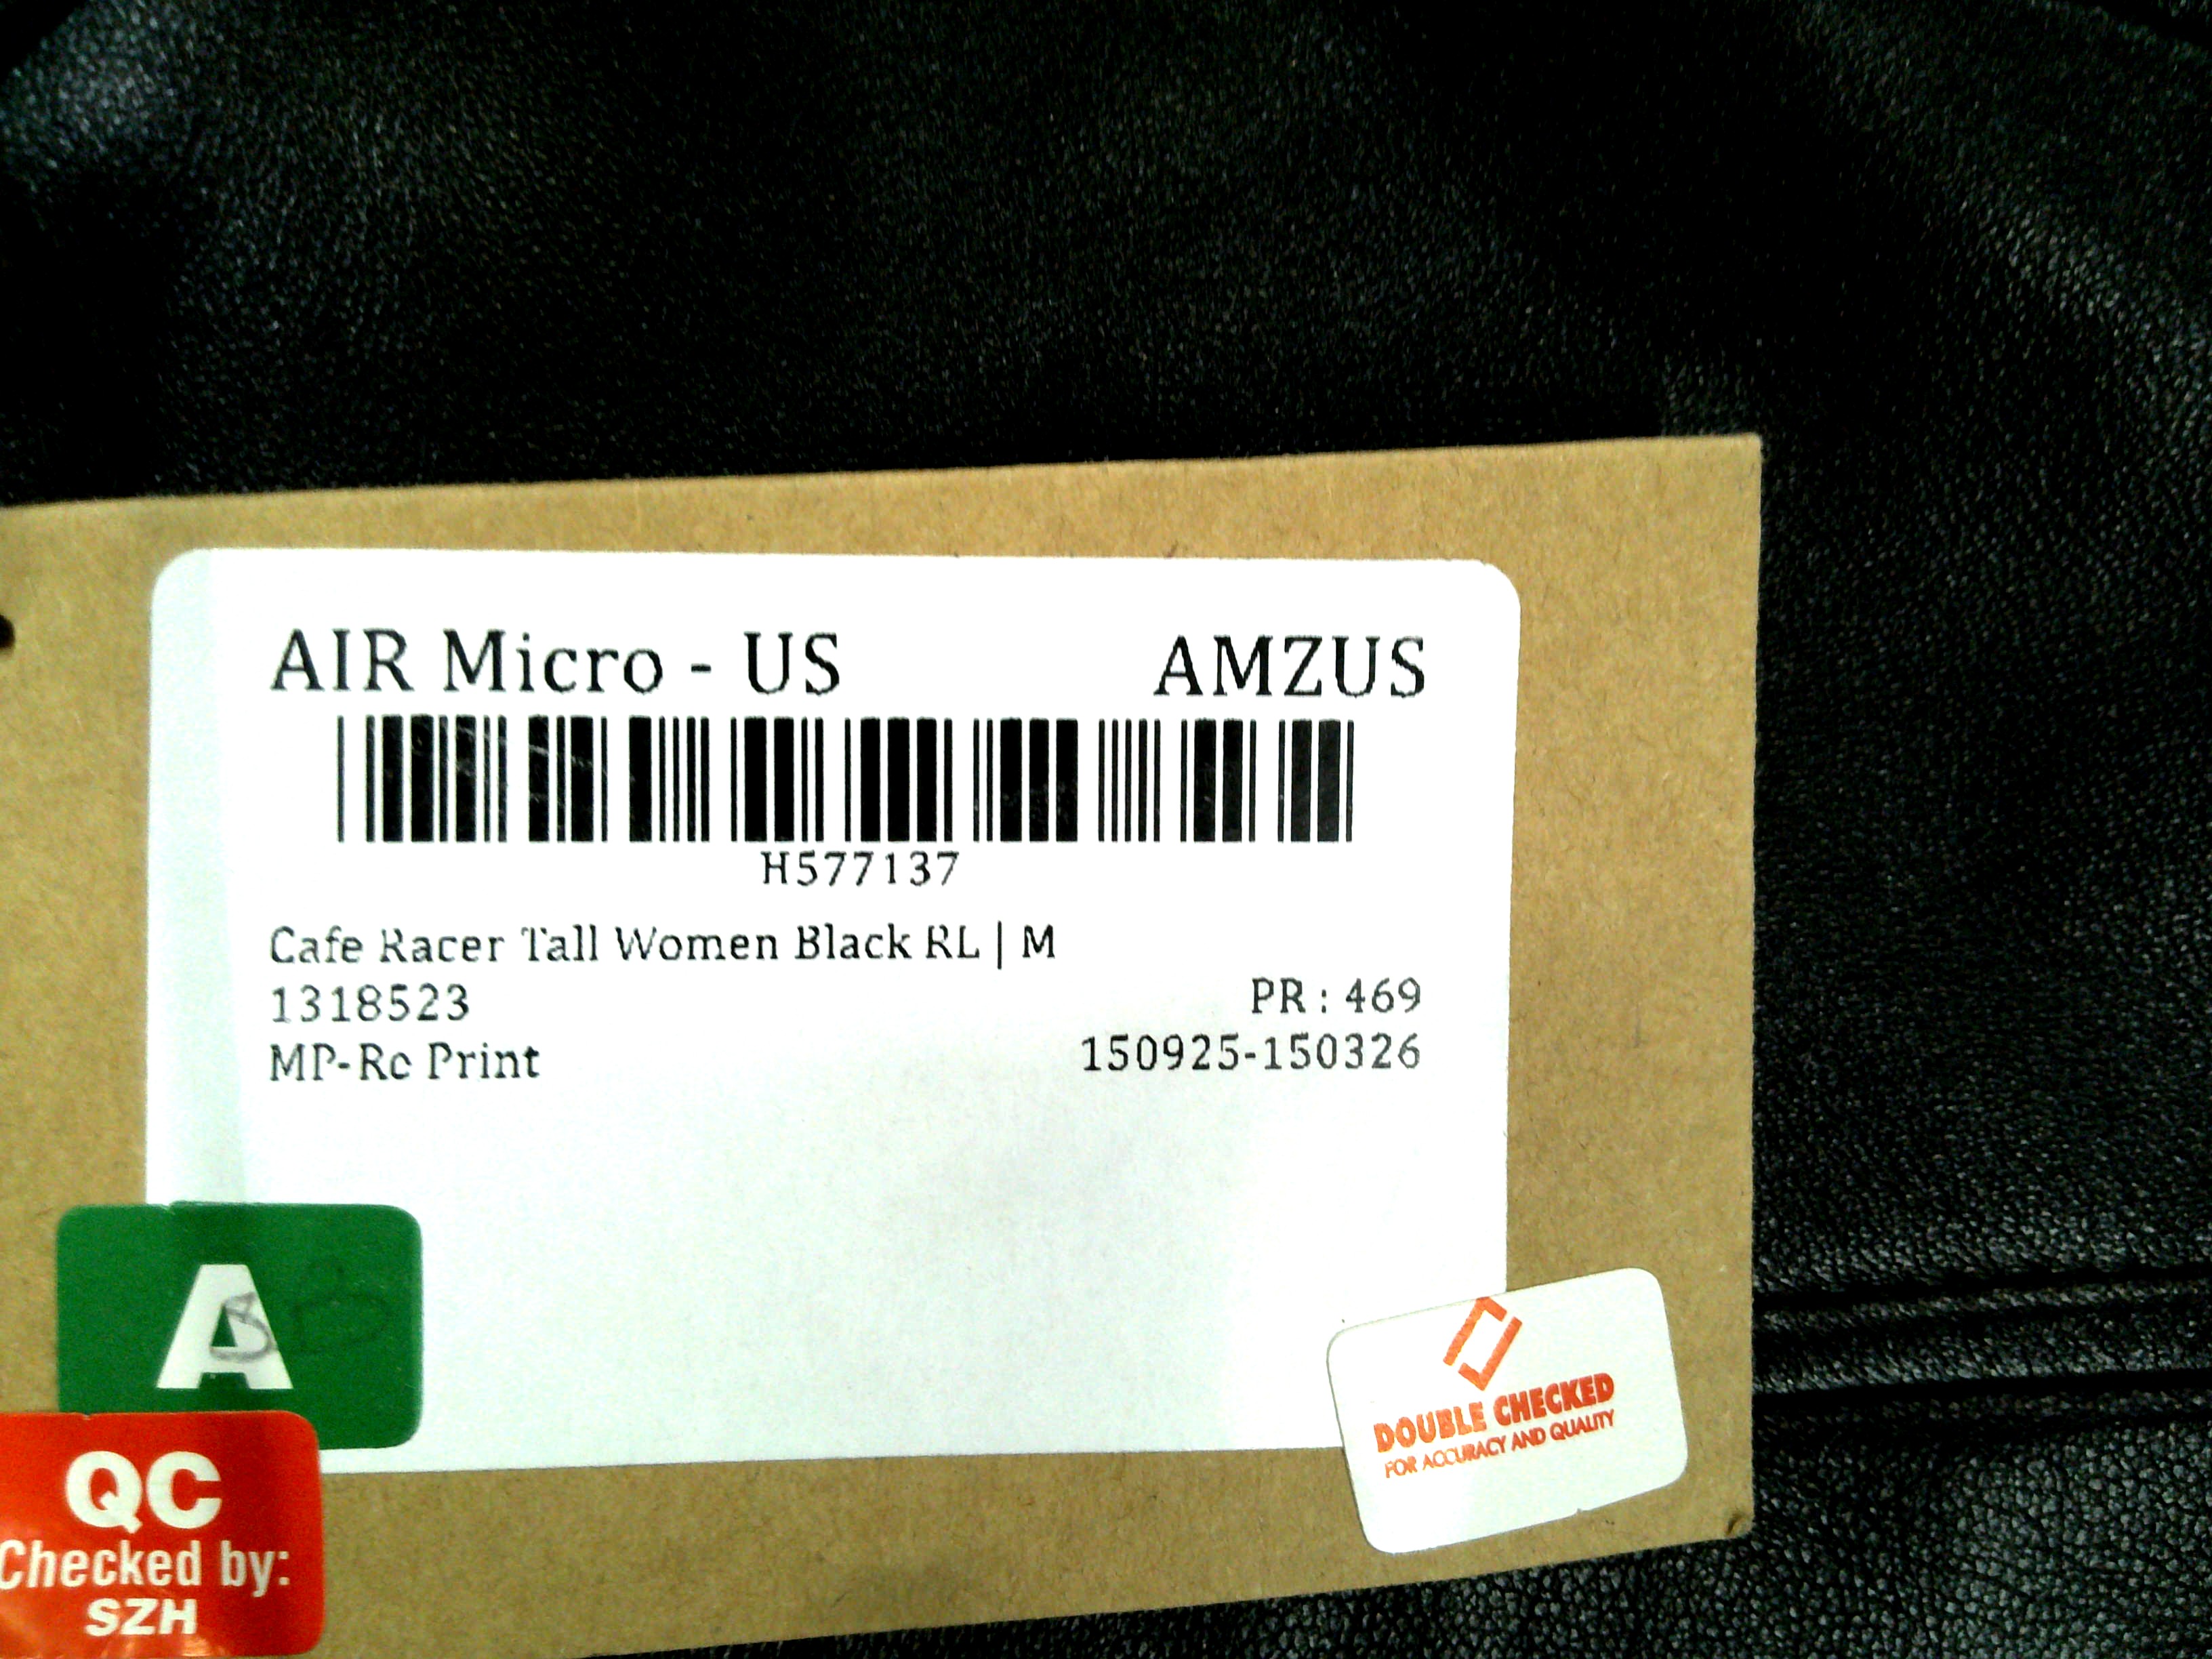 AIR Micro - US AMZUS
H577137
Cafe Racer Tall Women Black RL | M
1318523 PR : 469
MP-Re Print 150925-150326
A
QC
Checked by:
SZH
DOUBLE CHECKED
FOR ACCURACY AND QUALITY